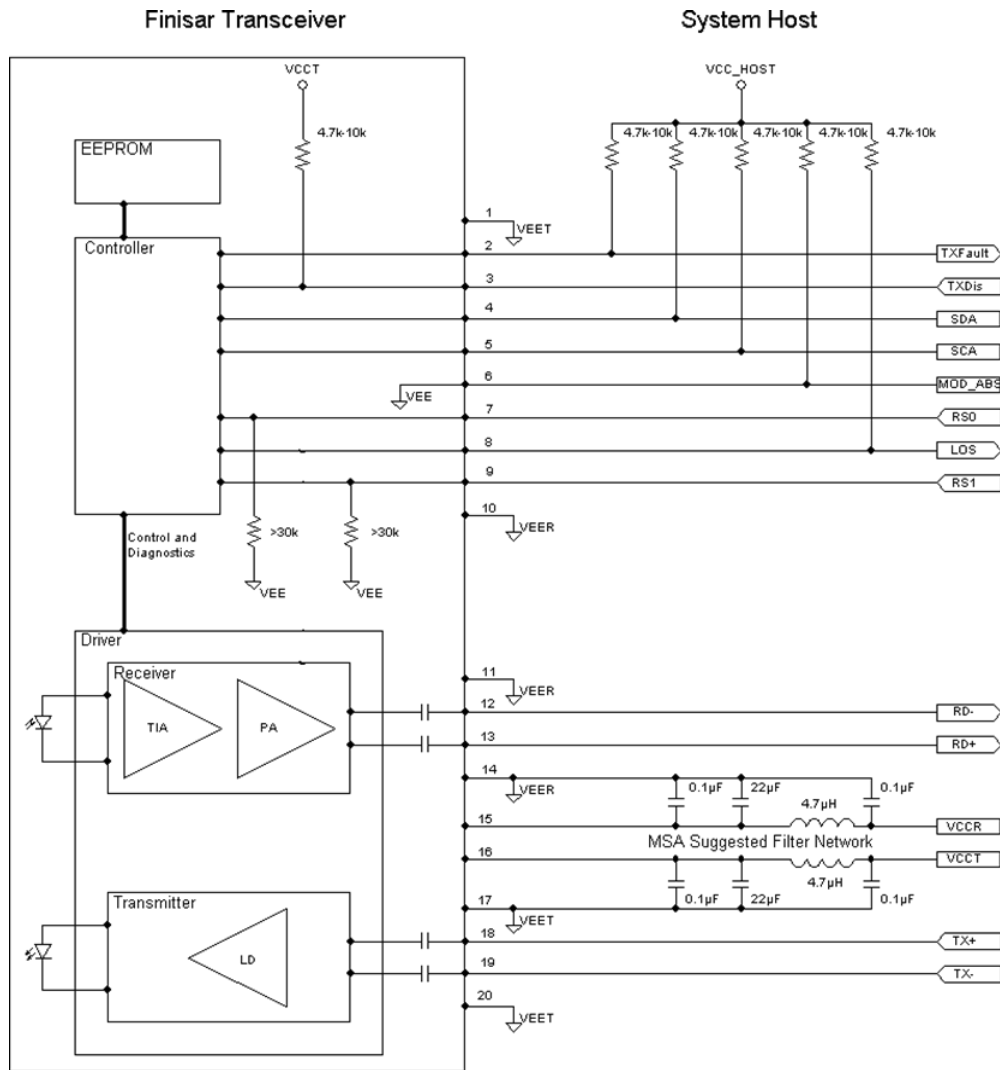 Finisar Transceiver
System Host
VCCT
VCC_HOST
4.7k-10k
4.7k-10k 4.7k-10k 4.7k-10k 4.7k-10k 4.7k-10k
EEPROM
Controller
1
VEET
2
TXFault
3
TXDis
4
SDA
5
SCA
6
MOD_ABS
VEE
7
RS0
8
LOS
9
RS1
10
VEER
Control and
Diagnostics
>30k
>30k
VEE
VEE
Driver
Receiver
TIA
PA
11
VEER
12
RD-
13
RD+
14
VEER
0.1µF
22µF
4.7µH
0.1µF
15
VCCR
MSA Suggested Filter Network
16
VCCT
4.7µH
0.1µF
22µF
0.1µF
17
VEET
Transmitter
LD
18
TX+
19
TX-
20
VEET